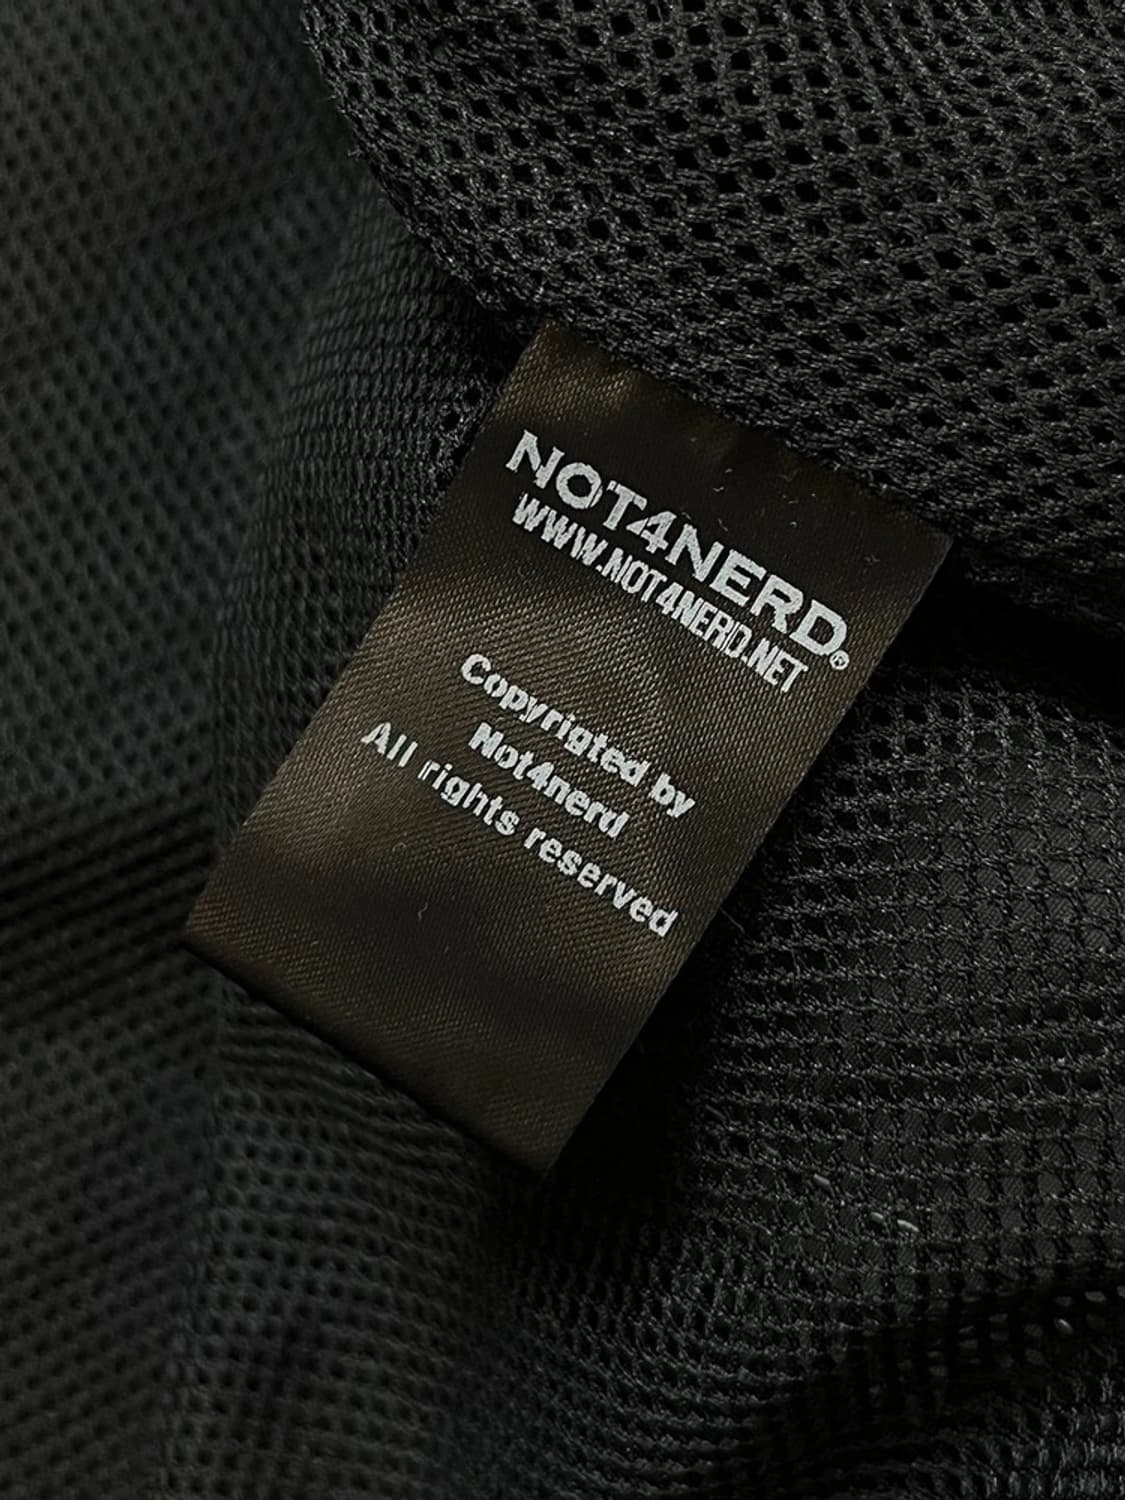 NOT4NERD®
WWW.NOT4NERD.NET
Copyrigted by
Not4nerd
All rights reserved